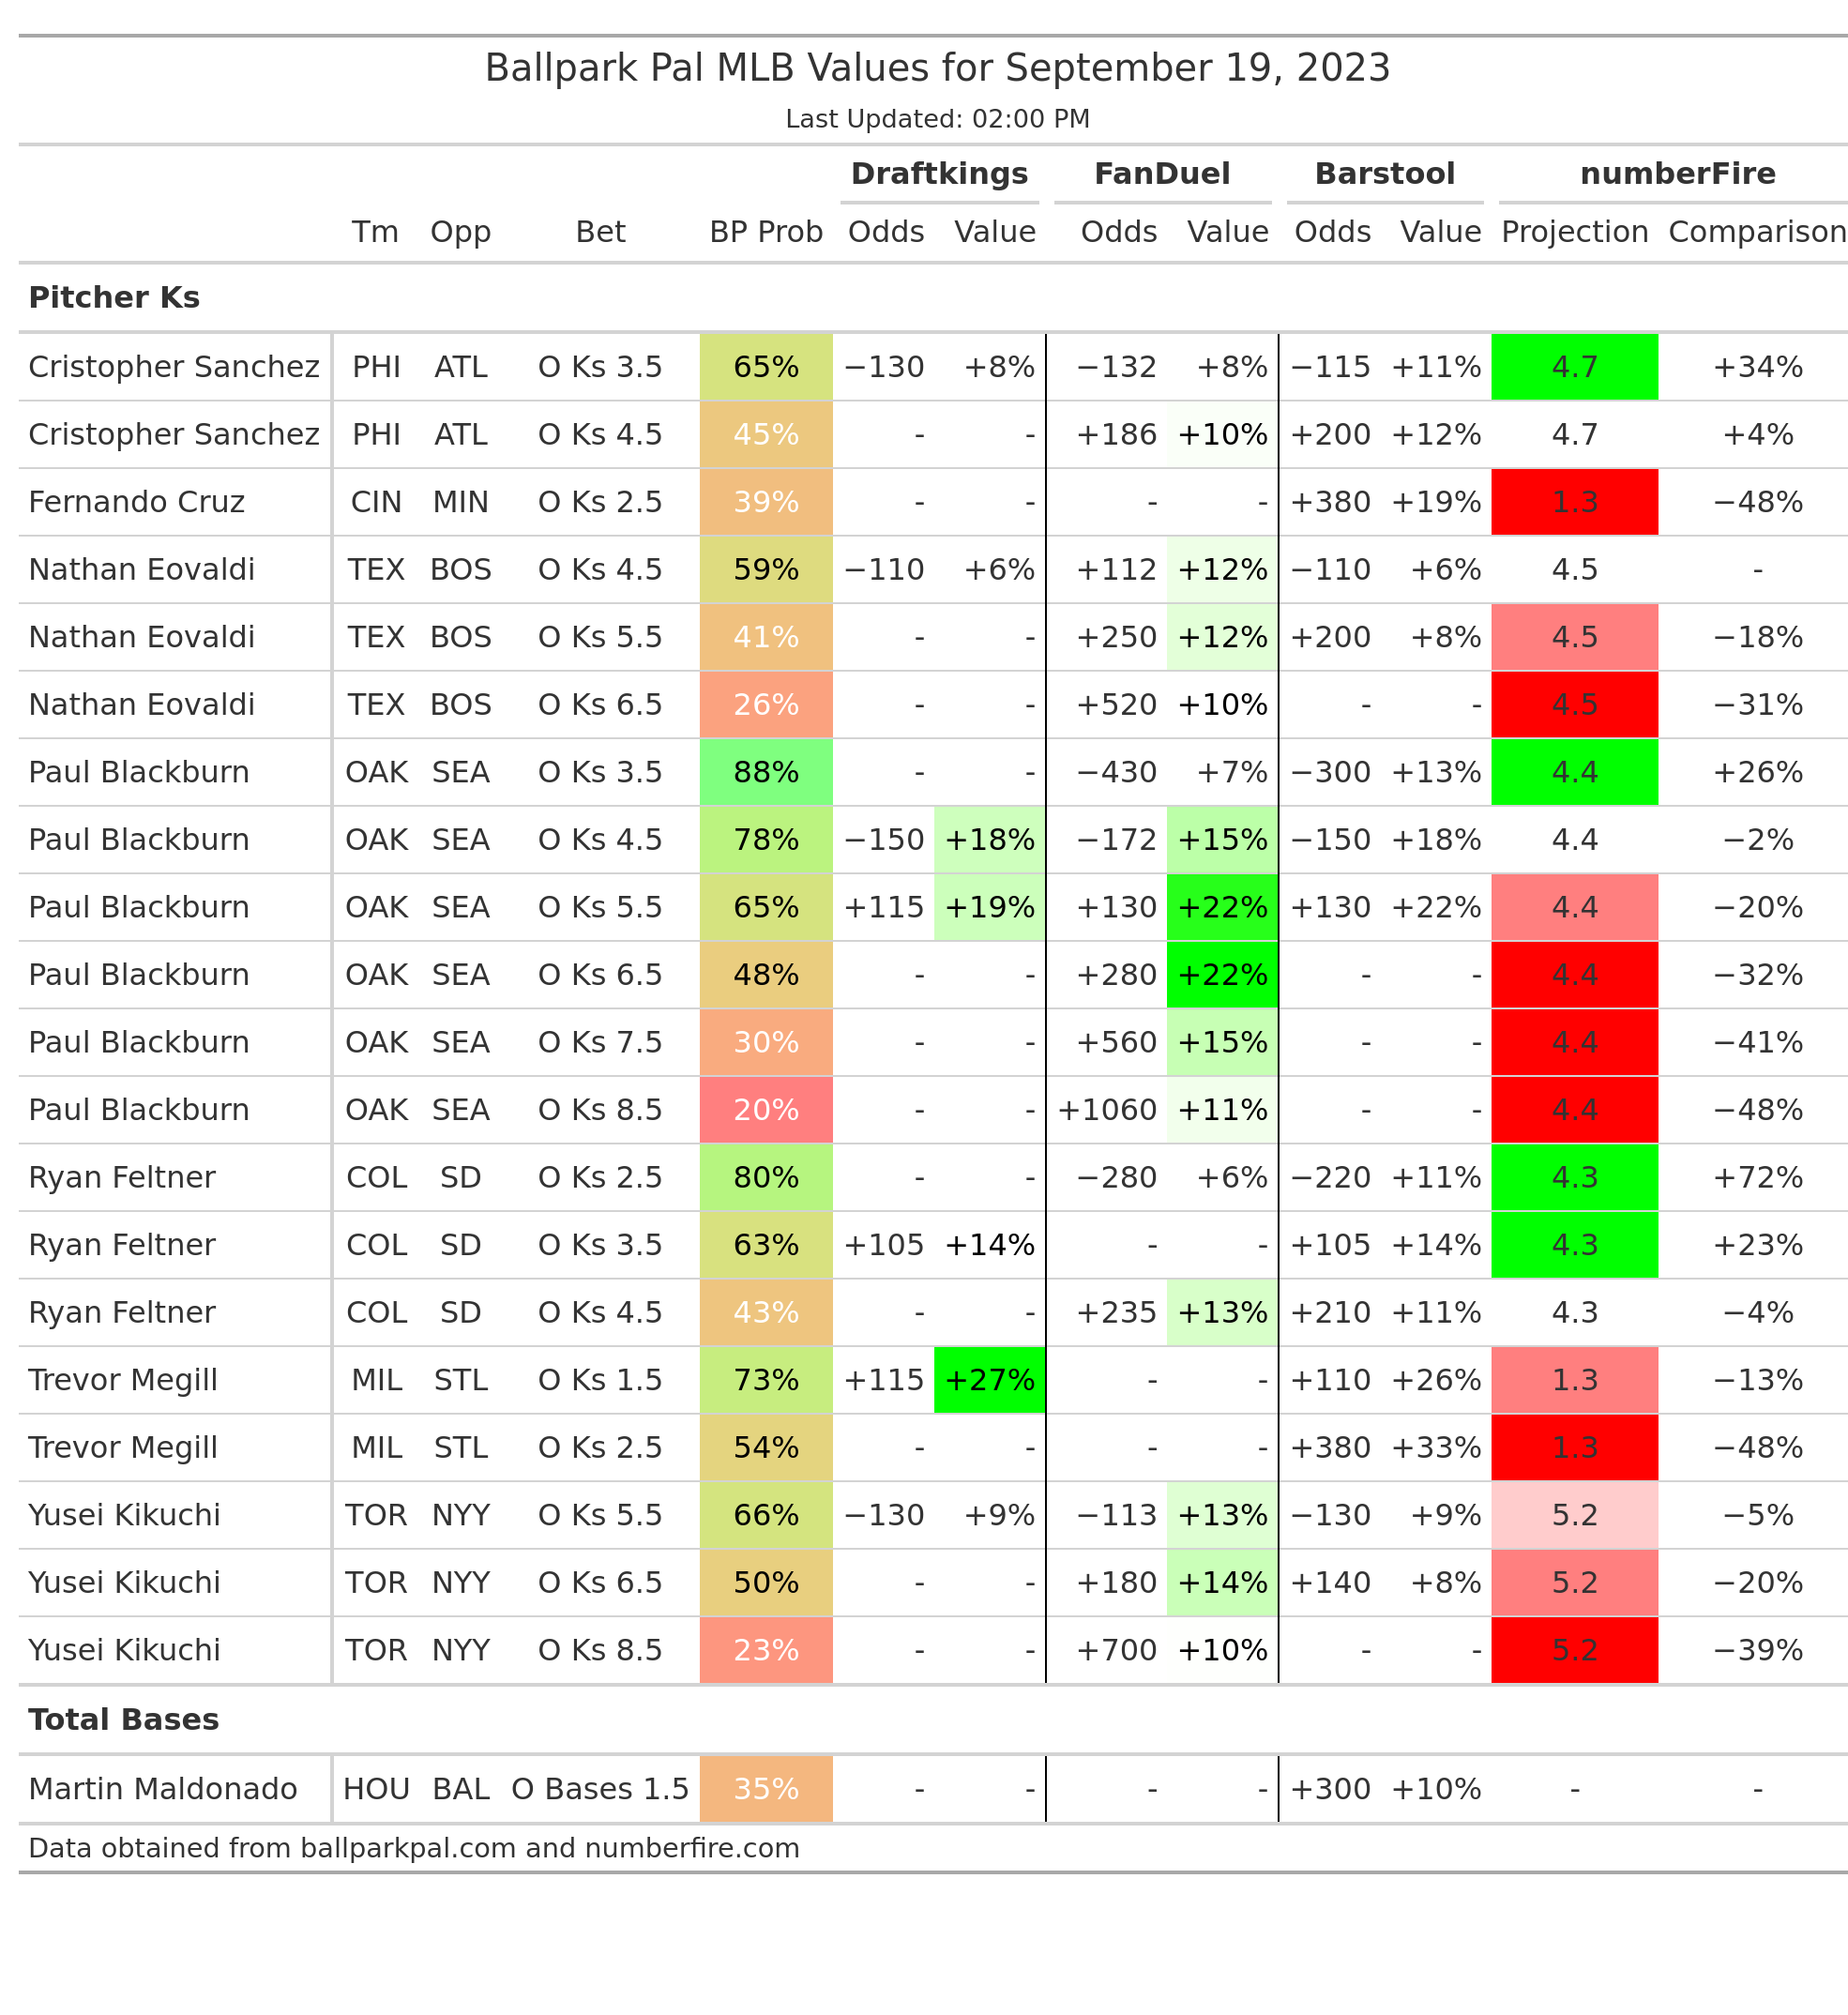 Ballpark Pal MLB Values for September 19, 2023
Last Updated: 02:00 PM
Draftkings FanDuel Barstool numberFire
Tm Opp Bet BP Prob Odds Value Odds Value Odds Value Projection Comparison
Pitcher Ks
Cristopher Sanchez PHI ATL O Ks 3.5 65% −130 +8% −132 +8% −115 +11% 4.7 +34%
Cristopher Sanchez PHI ATL O Ks 4.5 45% - - +186 +10% +200 +12% 4.7 +4%
Fernando Cruz CIN MIN O Ks 2.5 39% - - - - +380 +19% 1.3 −48%
Nathan Eovaldi TEX BOS O Ks 4.5 59% −110 +6% +112 +12% −110 +6% 4.5 -
Nathan Eovaldi TEX BOS O Ks 5.5 41% - - +250 +12% +200 +8% 4.5 −18%
Nathan Eovaldi TEX BOS O Ks 6.5 26% - - +520 +10% - - 4.5 −31%
Paul Blackburn OAK SEA O Ks 3.5 88% - - −430 +7% −300 +13% 4.4 +26%
Paul Blackburn OAK SEA O Ks 4.5 78% −150 +18% −172 +15% −150 +18% 4.4 −2%
Paul Blackburn OAK SEA O Ks 5.5 65% +115 +19% +130 +22% +130 +22% 4.4 −20%
Paul Blackburn OAK SEA O Ks 6.5 48% - - +280 +22% - - 4.4 −32%
Paul Blackburn OAK SEA O Ks 7.5 30% - - +560 +15% - - 4.4 −41%
Paul Blackburn OAK SEA O Ks 8.5 20% - - +1060 +11% - - 4.4 −48%
Ryan Feltner COL SD O Ks 2.5 80% - - −280 +6% −220 +11% 4.3 +72%
Ryan Feltner COL SD O Ks 3.5 63% +105 +14% - - +105 +14% 4.3 +23%
Ryan Feltner COL SD O Ks 4.5 43% - - +235 +13% +210 +11% 4.3 −4%
Trevor Megill MIL STL O Ks 1.5 73% +115 +27% - - +110 +26% 1.3 −13%
Trevor Megill MIL STL O Ks 2.5 54% - - - - +380 +33% 1.3 −48%
Yusei Kikuchi TOR NYY O Ks 5.5 66% −130 +9% −113 +13% −130 +9% 5.2 −5%
Yusei Kikuchi TOR NYY O Ks 6.5 50% - - +180 +14% +140 +8% 5.2 −20%
Yusei Kikuchi TOR NYY O Ks 8.5 23% - - +700 +10% - - 5.2 −39%
Total Bases
Martin Maldonado HOU BAL O Bases 1.5 35% - - - - +300 +10% - -
Data obtained from ballparkpal.com and numberfire.com